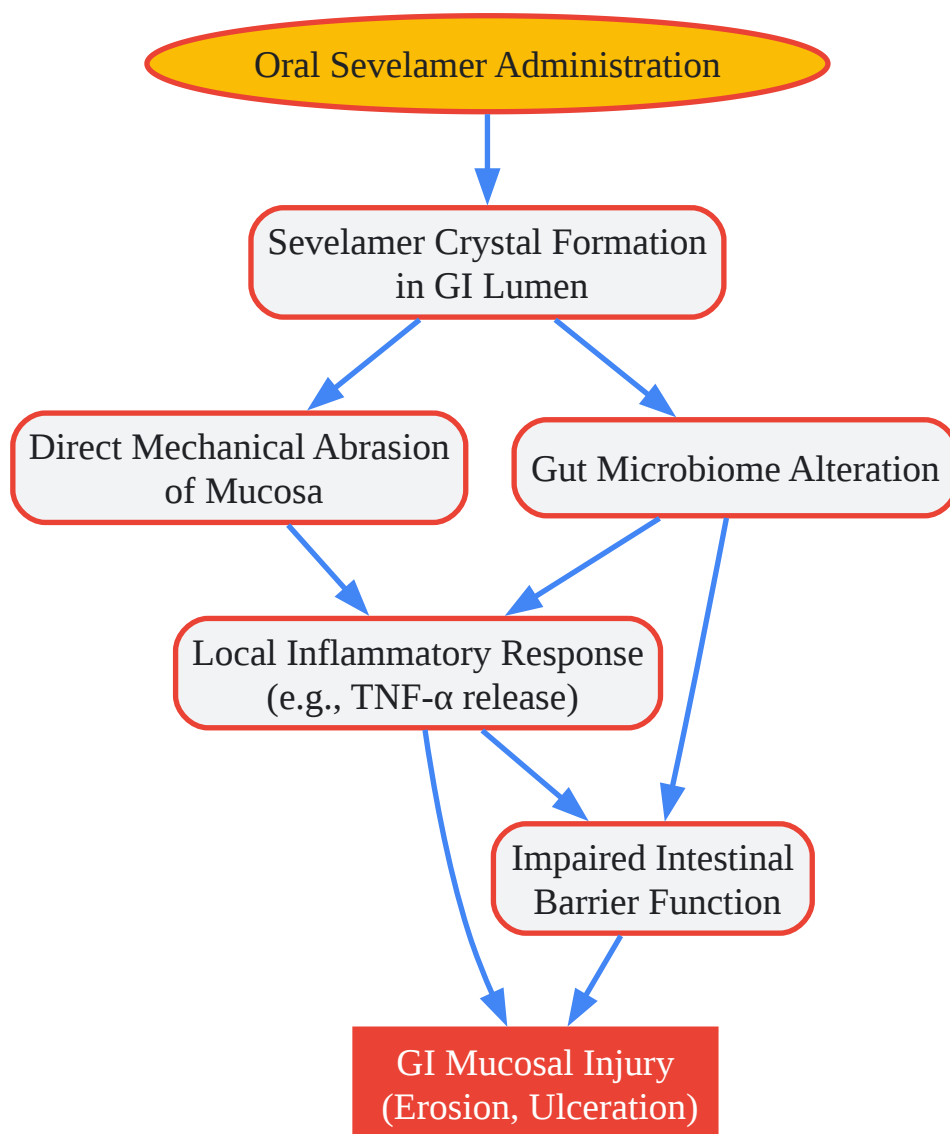 Oral Sevelamer Administration
Sevelamer Crystal Formation
in GI Lumen
Direct Mechanical Abrasion
of Mucosa
Gut Microbiome Alteration
Local Inflammatory Response
(e.g., TNF-α release)
Impaired Intestinal
Barrier Function
GI Mucosal Injury
(Erosion, Ulceration)